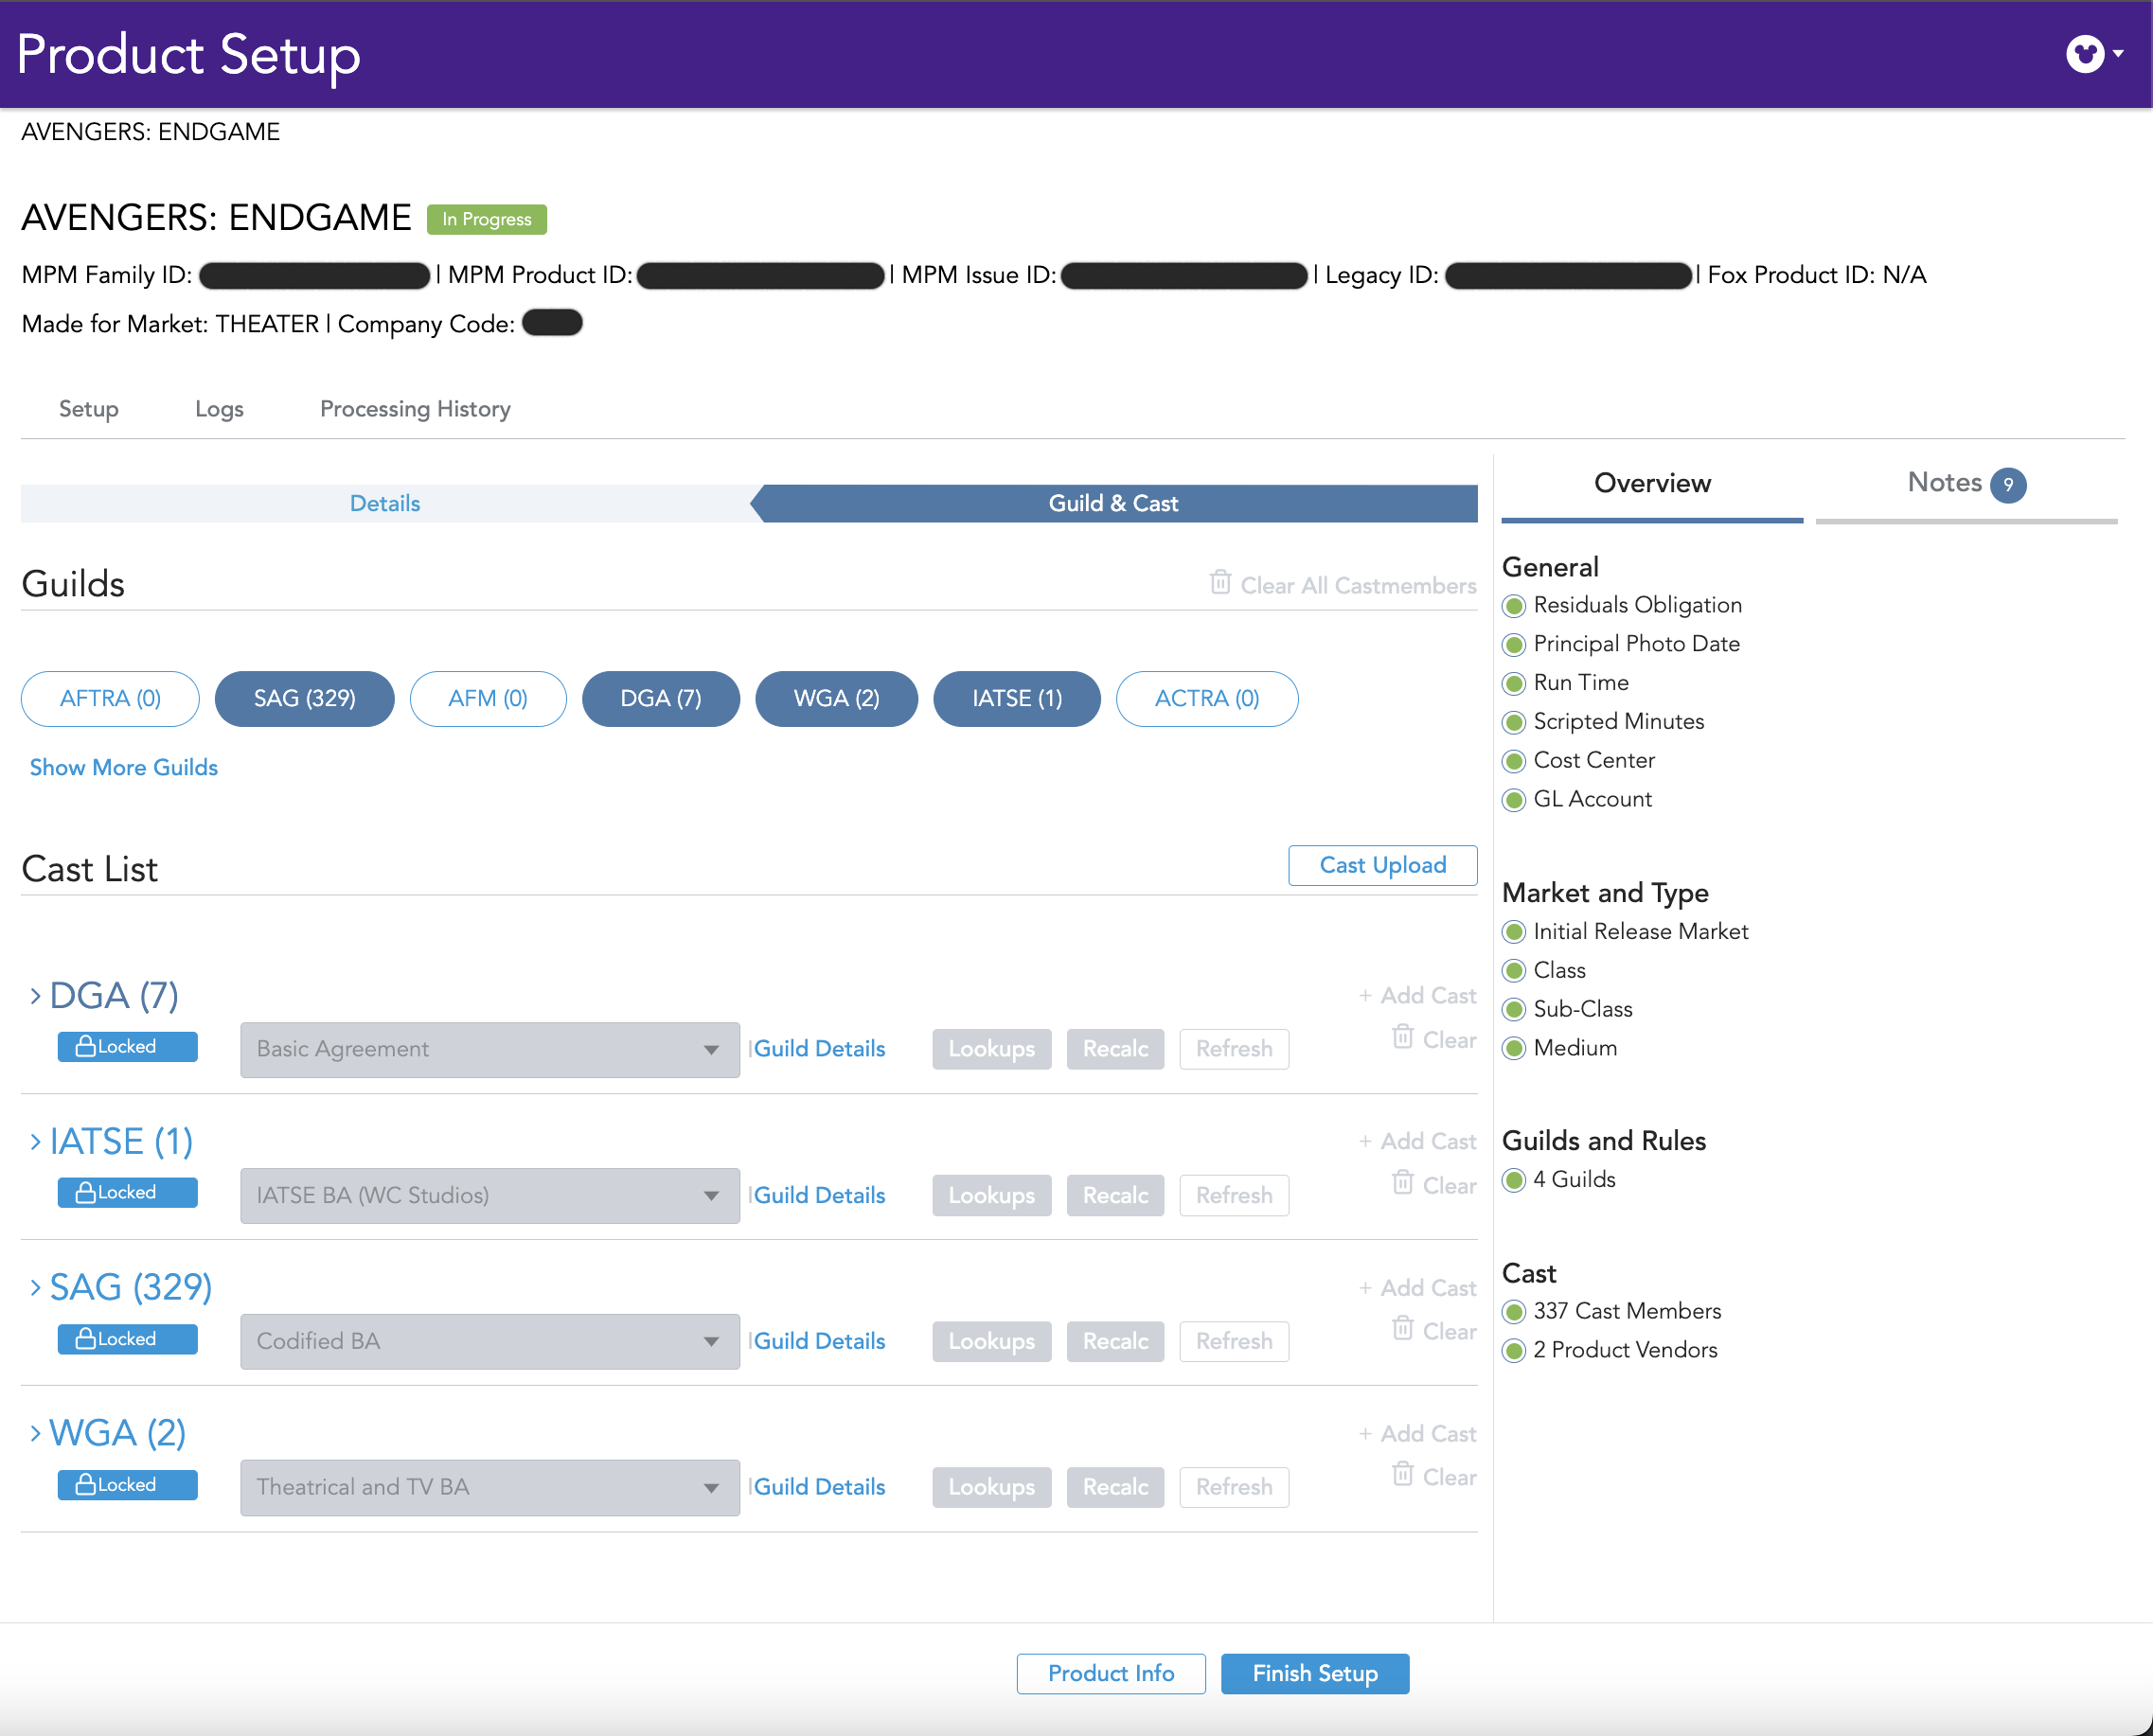 Product Setup
AVENGERS: ENDGAME
AVENGERS: ENDGAME In Progress
MPM Family ID: | MPM Product ID: | MPM Issue ID: | Legacy ID: | Fox Product ID: N/A
Made for Market: THEATER | Company Code:
Setup Logs Processing History
Details Guild & Cast
Guilds Clear All Castmembers
AFTRA (0) SAG (329) AFM (0) DGA (7) WGA (2) IATSE (1) ACTRA (0)
Show More Guilds
Cast List Cast Upload
> DGA (7) + Add Cast
Locked Basic Agreement |Guild Details Lookups Recalc Refresh Clear
> IATSE (1) + Add Cast
Locked IATSE BA (WC Studios) |Guild Details Lookups Recalc Refresh Clear
> SAG (329) + Add Cast
Locked Codified BA |Guild Details Lookups Recalc Refresh Clear
> WGA (2) + Add Cast
Locked Theatrical and TV BA |Guild Details Lookups Recalc Refresh Clear
Overview Notes 9
General
Residuals Obligation
Principal Photo Date
Run Time
Scripted Minutes
Cost Center
GL Account
Market and Type
Initial Release Market
Class
Sub-Class
Medium
Guilds and Rules
4 Guilds
Cast
337 Cast Members
2 Product Vendors
Product Info Finish Setup